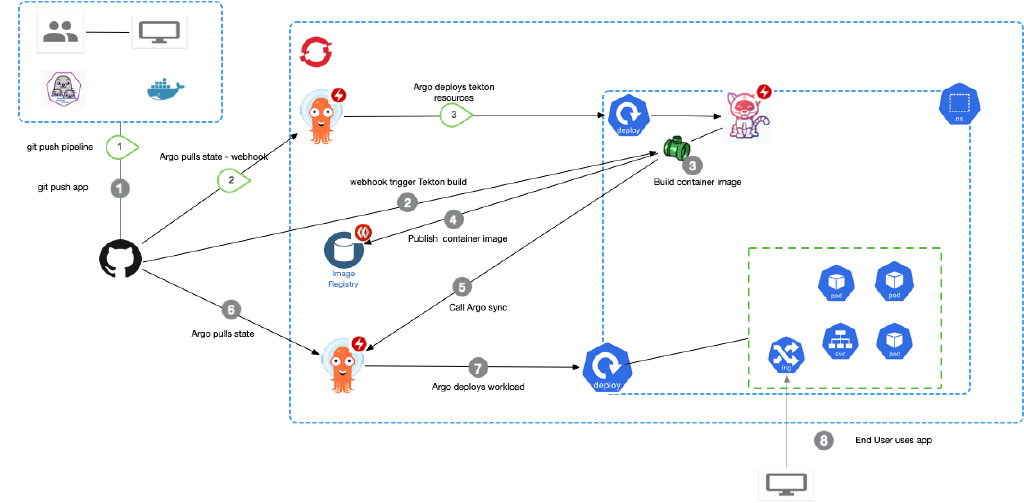 git push pipeline
1
git push app
1
Argo pulls state - webhook
2
Argo deploys tekton
resources
3
deploy
ns
webhook trigger Tekton build
2
3
Build container image
4
Publish container image
Image
Registry
5
Call Argo sync
6
Argo pulls state
7
Argo deploys workload
deploy
pod
pod
svc
pod
ing
8
End User uses app